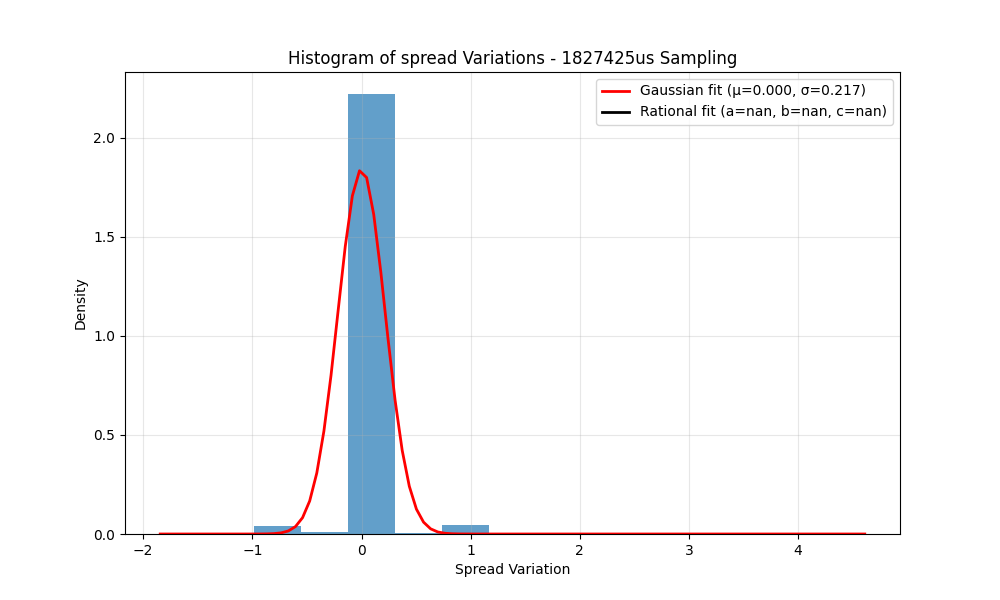 Histogram of spread Variations - 1827425us Sampling
Gaussian fit (μ=0.000, σ=0.217)
Rational fit (a=nan, b=nan, c=nan)
Density
2.0
1.5
1.0
0.5
0.0
−2
−1
0
1
2
3
4
Spread Variation